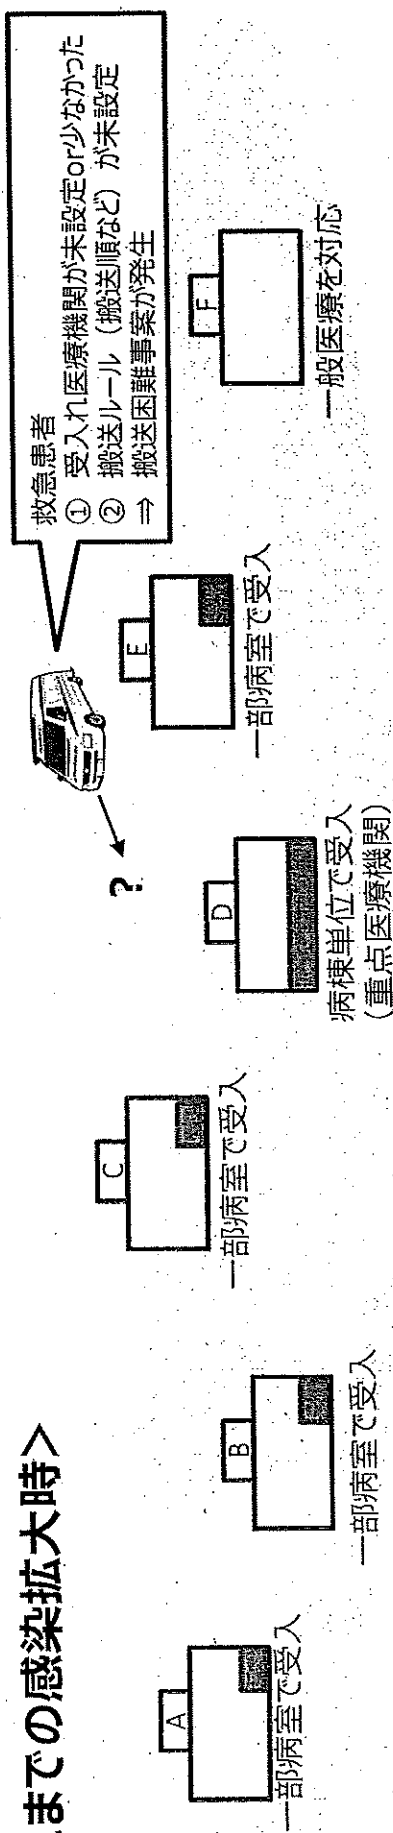 までの感染拡大時＞
A
一部病室で受入
B
一部病室で受入
C
一部病室で受入
D
病棟単位で受入
（重点医療機関）
?
E
一部病室で受入
F
一般医療を対応
救急患者
① 受入れ医療機関が未設定or少なかった
② 搬送ルール（搬送順など）が未設定
⇒ 搬送困難事案が発生